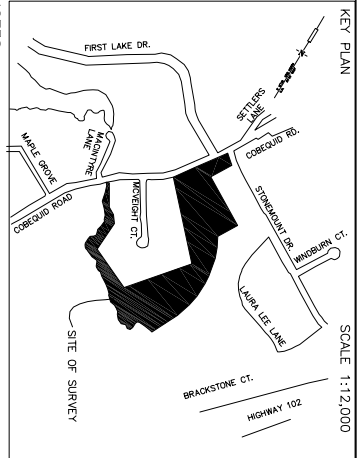 KEY PLAN
SCALE 1:12,000
FIRST LAKE DR.
SETTLERS
LANE
COBEQUID RD.
STONEMOUNT DR.
WINDBURN CT.
LAURA LEE LANE
MACINTYRE
LANE
MCVEIGHT CT.
MAPLE GROVE
COBEQUID ROAD
BRACKSTONE CT.
HIGHWAY 102
SITE OF SURVEY